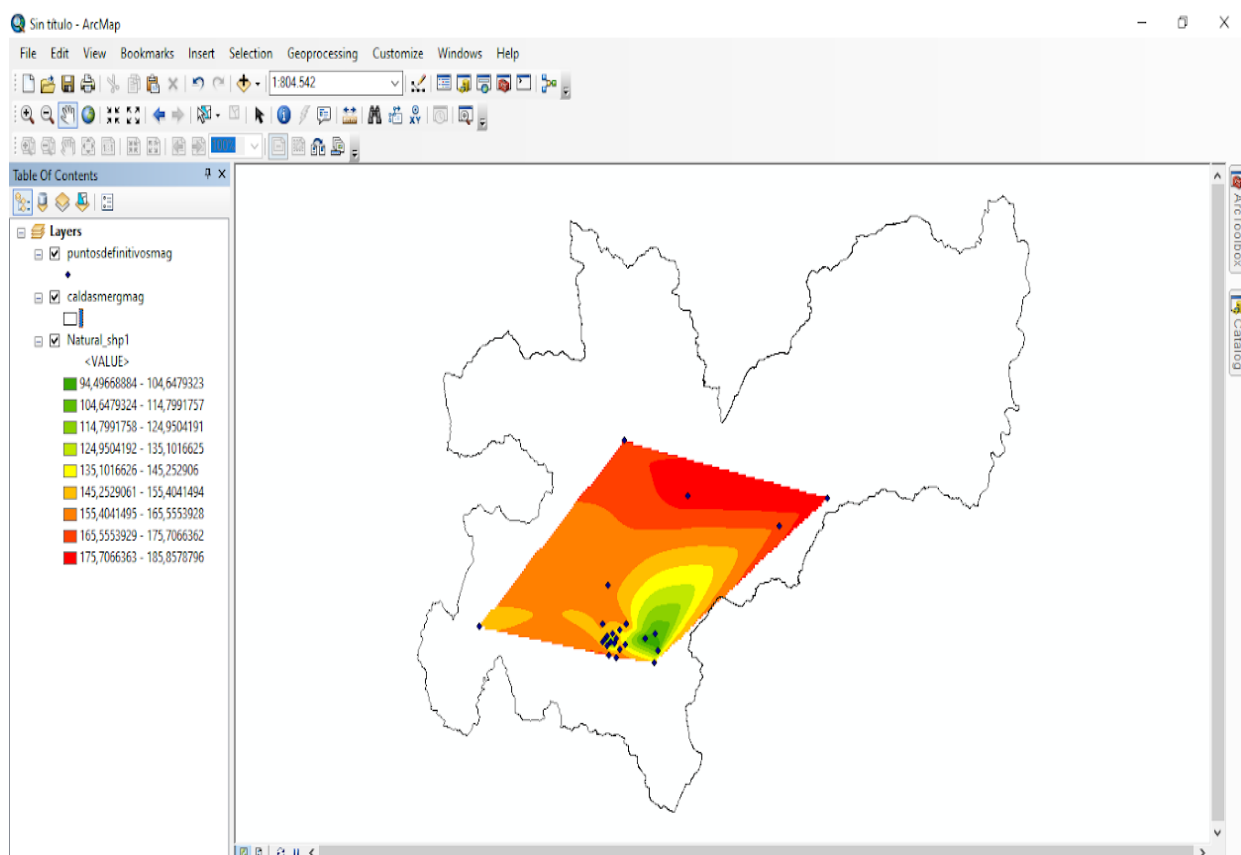 Sin título - ArcMap
File Edit View Bookmarks Insert Selection Geoprocessing Customize Windows Help
1:804.542
Table Of Contents
Layers
puntosdefinitivosmag
caldasmergmag
Natural_shp1
<VALUE>
94,49668884 - 104,6479323
104,6479324 - 114,7991757
114,7991758 - 124,9504191
124,9504192 - 135,1016625
135,1016626 - 145,252906
145,2529061 - 155,4041494
155,4041495 - 165,5553928
165,5553929 - 175,7066362
175,7066363 - 185,8578796
ArcToolbox
Catalog